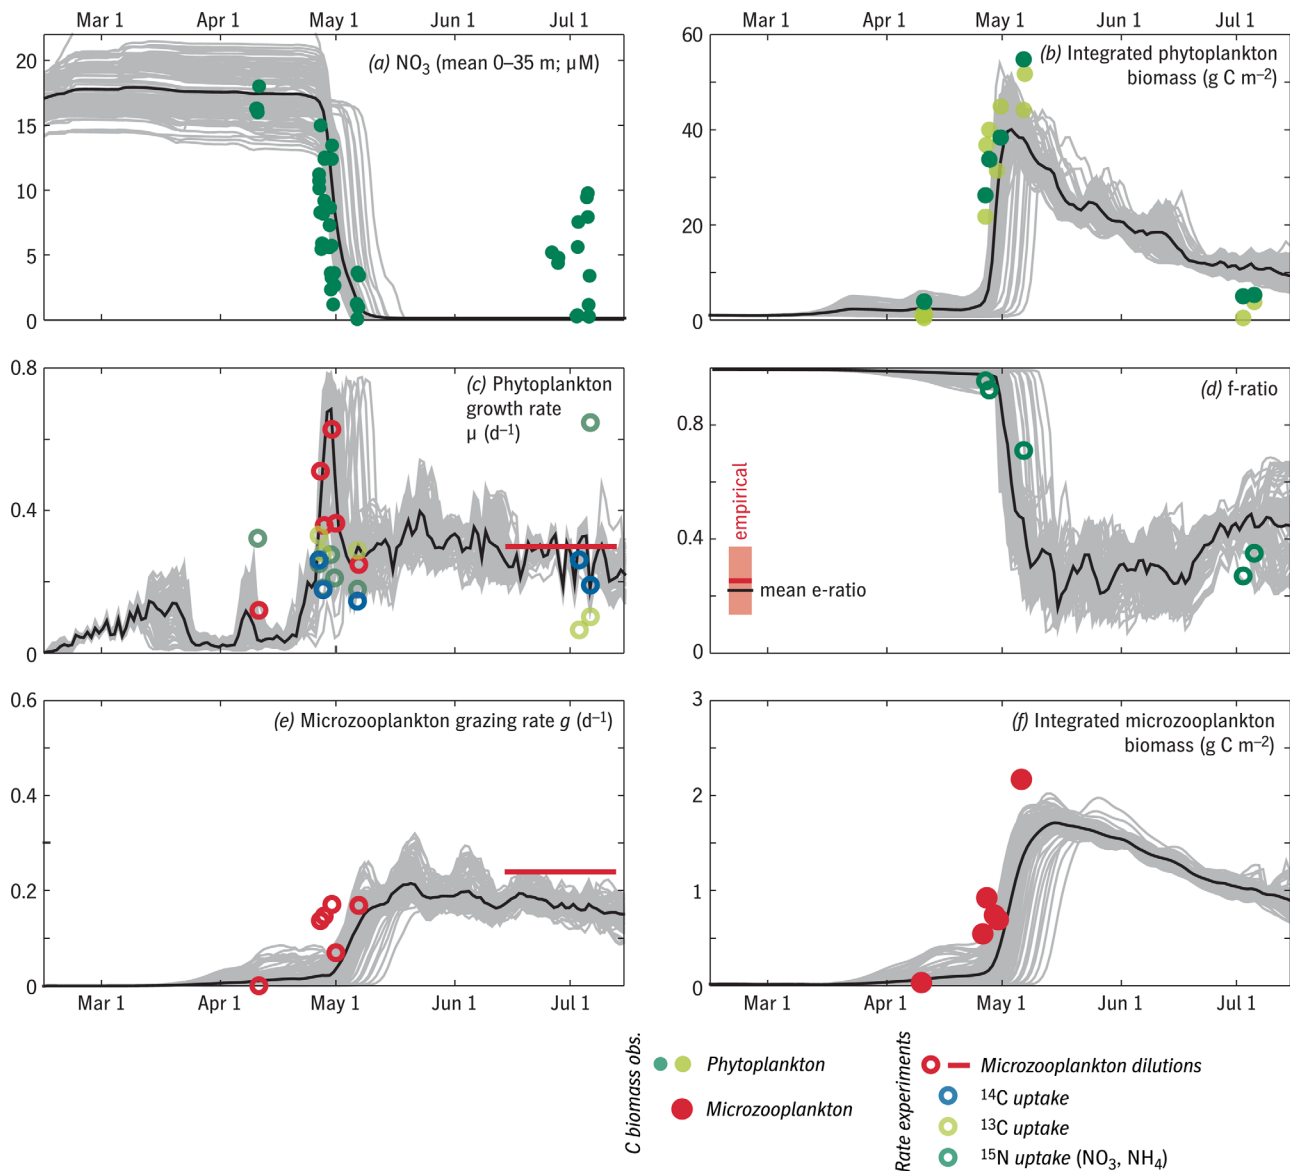 Mar 1 Apr 1 May 1 Jun 1 Jul 1
Mar 1 Apr 1 May 1 Jun 1 Jul 1
(a) NO3 (mean 0–35 m; µM)
20
15
10
5
0
(b) Integrated phytoplankton
biomass (g C m–2)
60
40
20
0
(c) Phytoplankton
growth rate
µ (d–1)
0.8
0.4
0
(d) f-ratio
0.8
0.4
0
empirical
mean e-ratio
(e) Microzooplankton grazing rate g (d–1)
0.6
0.4
0.2
0
Mar 1 Apr 1 May 1 Jun 1 Jul 1
(f) Integrated microzooplankton
biomass (g C m–2)
3
2
1
0
Mar 1 Apr 1 May 1 Jun 1 Jul 1
C biomass obs.
Phytoplankton
Microzooplankton
Rate experiments
Microzooplankton dilutions
14C uptake
13C uptake
15N uptake (NO3, NH4)